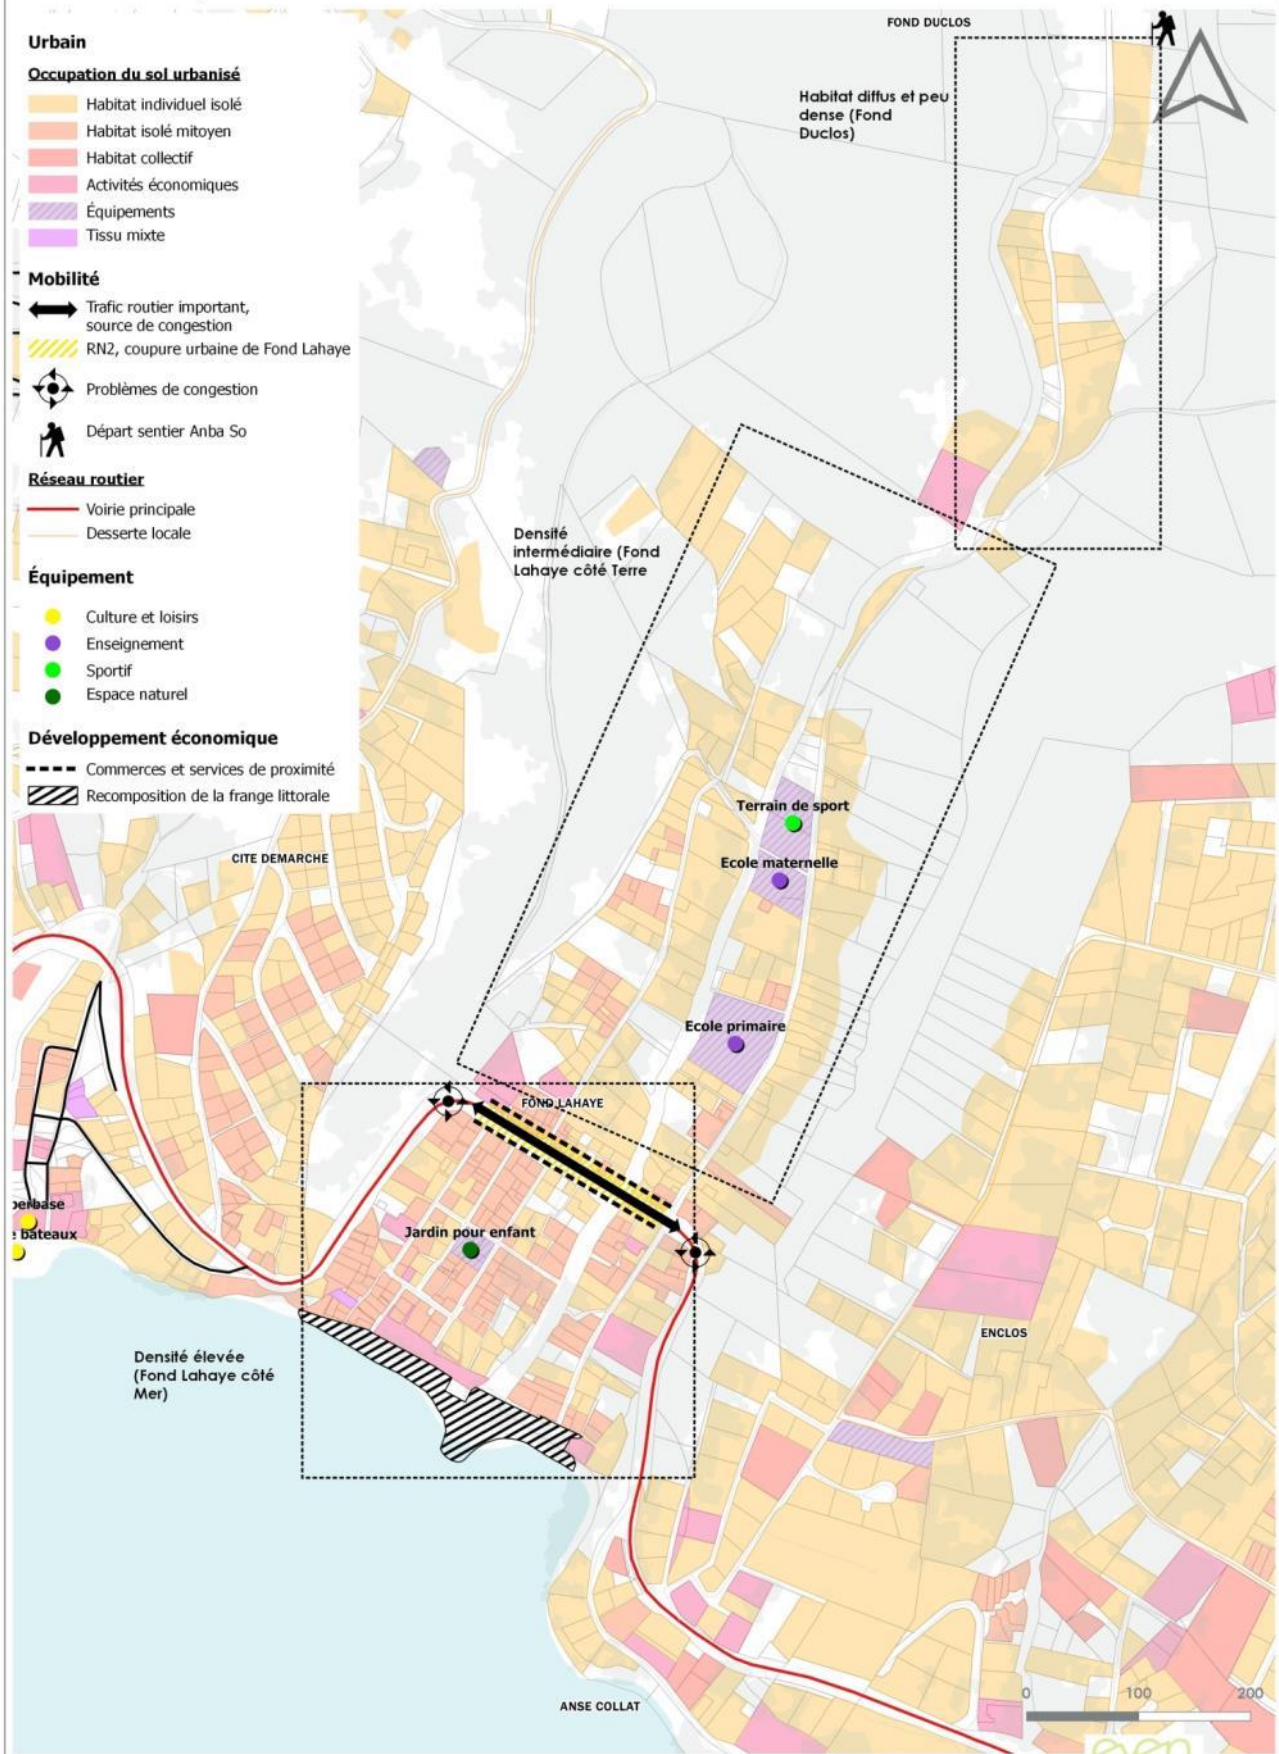 Urbain
Occupation du sol urbanisé
Habitat individuel isolé
Habitat isolé mitoyen
Habitat collectif
Activités économiques
Équipements
Tissu mixte
Mobilité
Trafic routier important,
source de congestion
RN2, coupure urbaine de Fond Lahaye
Problèmes de congestion
Départ sentier Anba So
Réseau routier
Voirie principale
Desserte locale
Équipement
Culture et loisirs
Enseignement
Sportif
Espace naturel
Développement économique
Commerces et services de proximité
Recomposition de la frange littorale
FOND DUCLOS
Habitat diffus et peu
dense (Fond
Duclos)
Densité
intermédiaire (Fond
Lahaye côté Terre
Terrain de sport
CITE DEMARCHE
Ecole maternelle
Ecole primaire
FOND LAHAYE
Jardin pour enfant
bateaux
ENCLOS
Densité élevée
(Fond Lahaye côté
Mer)
ANSE COLLAT
0 100 200